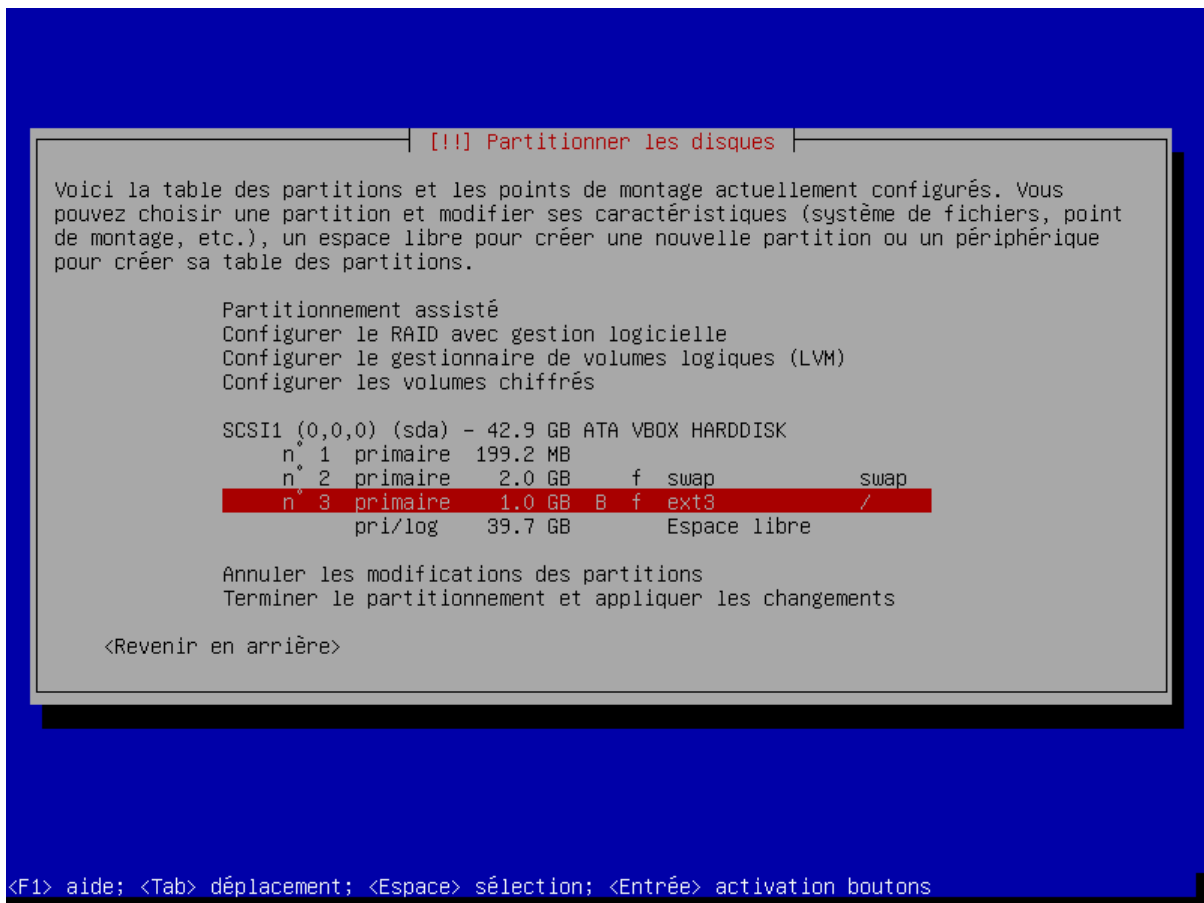 [!!] Partitionner les disques
Voici la table des partitions et les points de montage actuellement configurés. Vous
pouvez choisir une partition et modifier ses caractéristiques (système de fichiers, point
de montage, etc.), un espace libre pour créer une nouvelle partition ou un périphérique
pour créer sa table des partitions.
Partitionnement assisté
Configurer le RAID avec gestion logicielle
Configurer le gestionnaire de volumes logiques (LVM)
Configurer les volumes chiffrés
SCSI1 (0,0,0) (sda) - 42.9 GB ATA VBOX HARDDISK
n° 1 primaire 199.2 MB
n° 2 primaire 2.0 GB f swap swap
n° 3 primaire 1.0 GB B f ext3 /
pri/log 39.7 GB Espace libre
Annuler les modifications des partitions
Terminer le partitionnement et appliquer les changements
<Revenir en arrière>
<F1> aide; <Tab> déplacement; <Espace> sélection; <Entrée> activation boutons